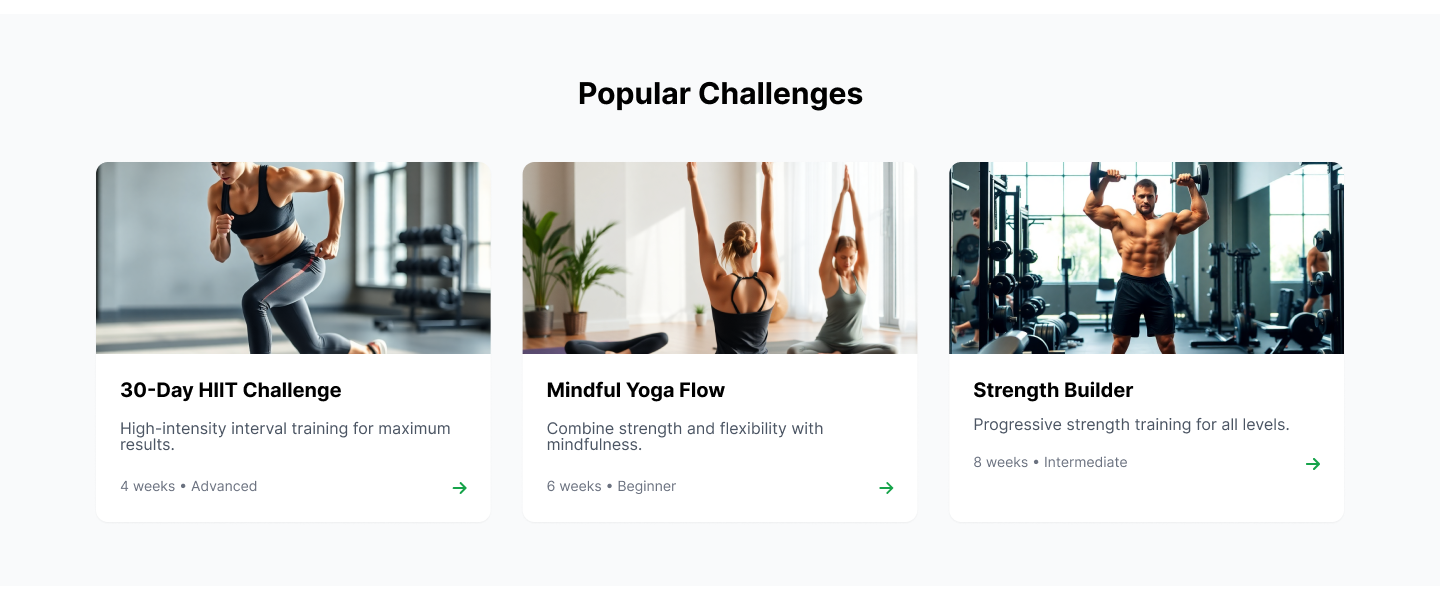 Popular Challenges
30-Day HIIT Challenge
High-intensity interval training for maximum
results.
4 weeks • Advanced
Mindful Yoga Flow
Combine strength and flexibility with
mindfulness.
6 weeks • Beginner
Strength Builder
Progressive strength training for all levels.
8 weeks • Intermediate